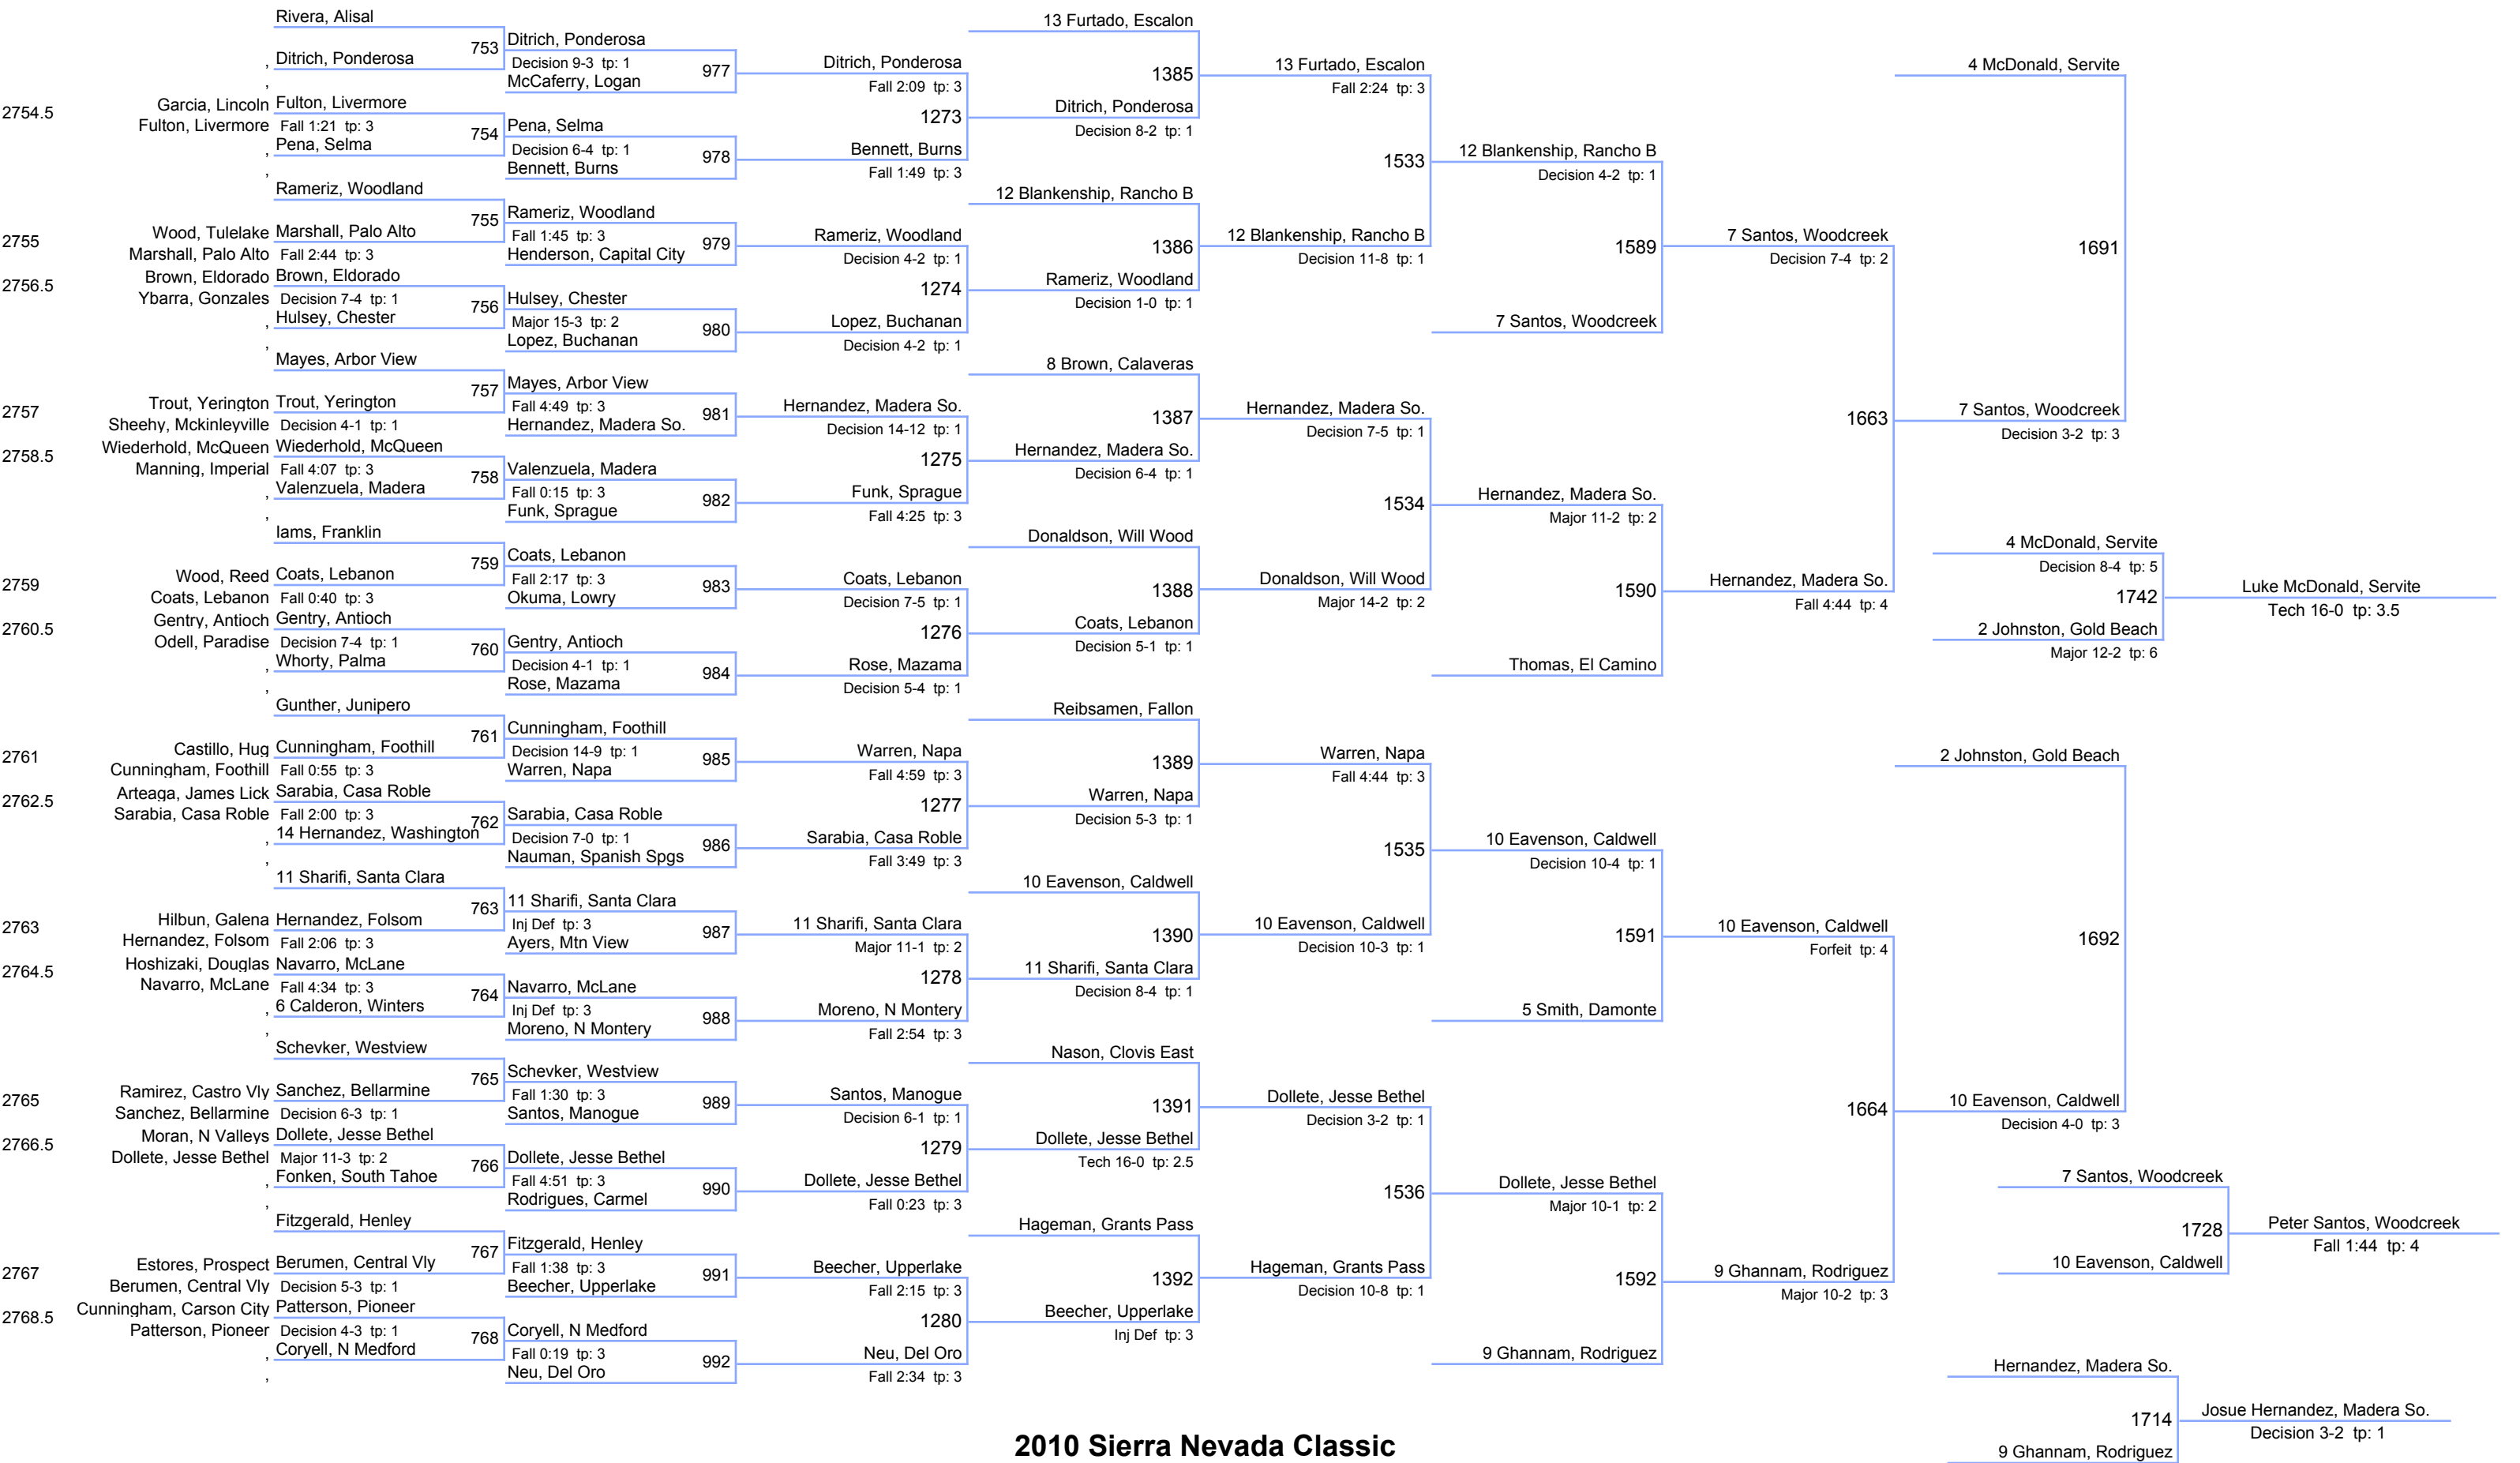 Rivera, Alisal
753
Ditrich, Ponderosa
,
,
2754.5
Garcia, Lincoln
Fulton, Livermore
Fulton, Livermore
Fall 1:21 tp: 3
754
Pena, Selma
,
,
Rameriz, Woodland
755
2755
Wood, Tulelake
Marshall, Palo Alto
Marshall, Palo Alto
Fall 2:44 tp: 3
2756.5
Brown, Eldorado
Brown, Eldorado
Ybarra, Gonzales
Decision 7-4 tp: 1
756
Hulsey, Chester
,
,
Mayes, Arbor View
757
2757
Trout, Yerington
Trout, Yerington
Sheehy, Mckinleyville
Decision 4-1 tp: 1
2758.5
Wiederhold, McQueen
Wiederhold, McQueen
Manning, Imperial
Fall 4:07 tp: 3
758
Valenzuela, Madera
,
,
Iams, Franklin
759
2759
Wood, Reed
Coats, Lebanon
Coats, Lebanon
Fall 0:40 tp: 3
2760.5
Gentry, Antioch
Gentry, Antioch
Odell, Paradise
Decision 7-4 tp: 1
760
Whorty, Palma
,
,
Gunther, Junipero
761
2761
Castillo, Hug
Cunningham, Foothill
Cunningham, Foothill
Fall 0:55 tp: 3
2762.5
Arteaga, James Lick
Sarabia, Casa Roble
Sarabia, Casa Roble
Fall 2:00 tp: 3
762
14 Hernandez, Washington
,
,
11 Sharifi, Santa Clara
763
2763
Hilbun, Galena
Hernandez, Folsom
Hernandez, Folsom
Fall 2:06 tp: 3
2764.5
Hoshizaki, Douglas
Navarro, McLane
Navarro, McLane
Fall 4:34 tp: 3
764
6 Calderon, Winters
,
,
Schevker, Westview
765
2765
Ramirez, Castro Vly
Sanchez, Bellarmine
Sanchez, Bellarmine
Decision 6-3 tp: 1
2766.5
Moran, N Valleys
Dollete, Jesse Bethel
Dollete, Jesse Bethel
Major 11-3 tp: 2
766
Fonken, South Tahoe
,
,
Fitzgerald, Henley
767
2767
Estores, Prospect
Berumen, Central Vly
Berumen, Central Vly
Decision 5-3 tp: 1
2768.5
Cunningham, Carson City
Patterson, Pioneer
Patterson, Pioneer
Decision 4-3 tp: 1
768
Coryell, N Medford
,
,
Ditrich, Ponderosa
Decision 9-3 tp: 1
977
McCaferry, Logan
Pena, Selma
Decision 6-4 tp: 1
978
Bennett, Burns
Rameriz, Woodland
Fall 1:45 tp: 3
979
Henderson, Capital City
Hulsey, Chester
Major 15-3 tp: 2
980
Lopez, Buchanan
Mayes, Arbor View
Fall 4:49 tp: 3
981
Hernandez, Madera So.
Valenzuela, Madera
Fall 0:15 tp: 3
982
Funk, Sprague
Coats, Lebanon
Fall 2:17 tp: 3
983
Okuma, Lowry
Gentry, Antioch
Decision 4-1 tp: 1
984
Rose, Mazama
Cunningham, Foothill
Decision 14-9 tp: 1
985
Warren, Napa
Sarabia, Casa Roble
Decision 7-0 tp: 1
986
Nauman, Spanish Spgs
11 Sharifi, Santa Clara
Inj Def tp: 3
987
Ayers, Mtn View
Navarro, McLane
Inj Def tp: 3
988
Moreno, N Montery
Schevker, Westview
Fall 1:30 tp: 3
989
Santos, Manogue
Dollete, Jesse Bethel
Fall 4:51 tp: 3
990
Rodrigues, Carmel
Fitzgerald, Henley
Fall 1:38 tp: 3
991
Beecher, Upperlake
Coryell, N Medford
Fall 0:19 tp: 3
992
Neu, Del Oro
Ditrich, Ponderosa
Fall 2:09 tp: 3
1273
Bennett, Burns
Fall 1:49 tp: 3
Rameriz, Woodland
Decision 4-2 tp: 1
1274
Lopez, Buchanan
Decision 4-2 tp: 1
Hernandez, Madera So.
Decision 14-12 tp: 1
1275
Funk, Sprague
Fall 4:25 tp: 3
Coats, Lebanon
Decision 7-5 tp: 1
1276
Rose, Mazama
Decision 5-4 tp: 1
Warren, Napa
Fall 4:59 tp: 3
1277
Sarabia, Casa Roble
Fall 3:49 tp: 3
11 Sharifi, Santa Clara
Major 11-1 tp: 2
1278
Moreno, N Montery
Fall 2:54 tp: 3
Santos, Manogue
Decision 6-1 tp: 1
1279
Dollete, Jesse Bethel
Fall 0:23 tp: 3
Beecher, Upperlake
Fall 2:15 tp: 3
1280
Neu, Del Oro
Fall 2:34 tp: 3
13 Furtado, Escalon
1385
Ditrich, Ponderosa
Decision 8-2 tp: 1
12 Blankenship, Rancho B
1386
Rameriz, Woodland
Decision 1-0 tp: 1
8 Brown, Calaveras
1387
Hernandez, Madera So.
Decision 6-4 tp: 1
Donaldson, Will Wood
1388
Coats, Lebanon
Decision 5-1 tp: 1
Reibsamen, Fallon
1389
Warren, Napa
Decision 5-3 tp: 1
10 Eavenson, Caldwell
1390
11 Sharifi, Santa Clara
Decision 8-4 tp: 1
Nason, Clovis East
1391
Dollete, Jesse Bethel
Tech 16-0 tp: 2.5
Hageman, Grants Pass
1392
Beecher, Upperlake
Inj Def tp: 3
13 Furtado, Escalon
Fall 2:24 tp: 3
1533
12 Blankenship, Rancho B
Decision 11-8 tp: 1
Hernandez, Madera So.
Decision 7-5 tp: 1
1534
Donaldson, Will Wood
Major 14-2 tp: 2
Warren, Napa
Fall 4:44 tp: 3
1535
10 Eavenson, Caldwell
Decision 10-3 tp: 1
Dollete, Jesse Bethel
Decision 3-2 tp: 1
1536
Hageman, Grants Pass
Decision 10-8 tp: 1
12 Blankenship, Rancho B
Decision 4-2 tp: 1
1589
7 Santos, Woodcreek
Hernandez, Madera So.
Major 11-2 tp: 2
1590
Thomas, El Camino
10 Eavenson, Caldwell
Decision 10-4 tp: 1
1591
5 Smith, Damonte
Dollete, Jesse Bethel
Major 10-1 tp: 2
1592
9 Ghannam, Rodriguez
7 Santos, Woodcreek
Decision 7-4 tp: 2
1663
Hernandez, Madera So.
Fall 4:44 tp: 4
10 Eavenson, Caldwell
Forfeit tp: 4
1664
9 Ghannam, Rodriguez
Major 10-2 tp: 3
4 McDonald, Servite
1691
7 Santos, Woodcreek
Decision 3-2 tp: 3
4 McDonald, Servite
Decision 8-4 tp: 5
1742
2 Johnston, Gold Beach
Major 12-2 tp: 6
Luke McDonald, Servite
Tech 16-0 tp: 3.5
2 Johnston, Gold Beach
1692
10 Eavenson, Caldwell
Decision 4-0 tp: 3
7 Santos, Woodcreek
1728
10 Eavenson, Caldwell
Peter Santos, Woodcreek
Fall 1:44 tp: 4
Hernandez, Madera So.
1714
9 Ghannam, Rodriguez
Josue Hernandez, Madera So.
Decision 3-2 tp: 1
2010 Sierra Nevada Classic